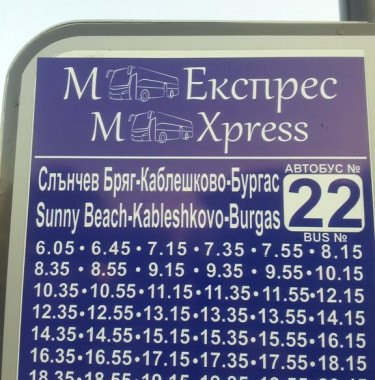 М Експрес
M Xpress
АВТОБУС №
Слънчев Бряг-Каблешково-Бургас
22
Sunny Beach-Kableshkovo-Burgas
BUS №
6.05 • 6.45 • 7.15 • 7.35 • 7.55 • 8.15
8.35 • 8.55 • 9.15 • 9.35 • 9.55 • 10.15
10.35 • 10.55 • 11.15 • 11.35 • 11.55 • 12.15
12.35 • 12.55 • 13.15 • 13.35 • 13.55 • 14.15
14.35 • 14.55 • 15.15 • 15.35 • 15.55 • 16.15
16.35 • 16.55 • 17.15 • 17.35 • 17.55 • 18.15